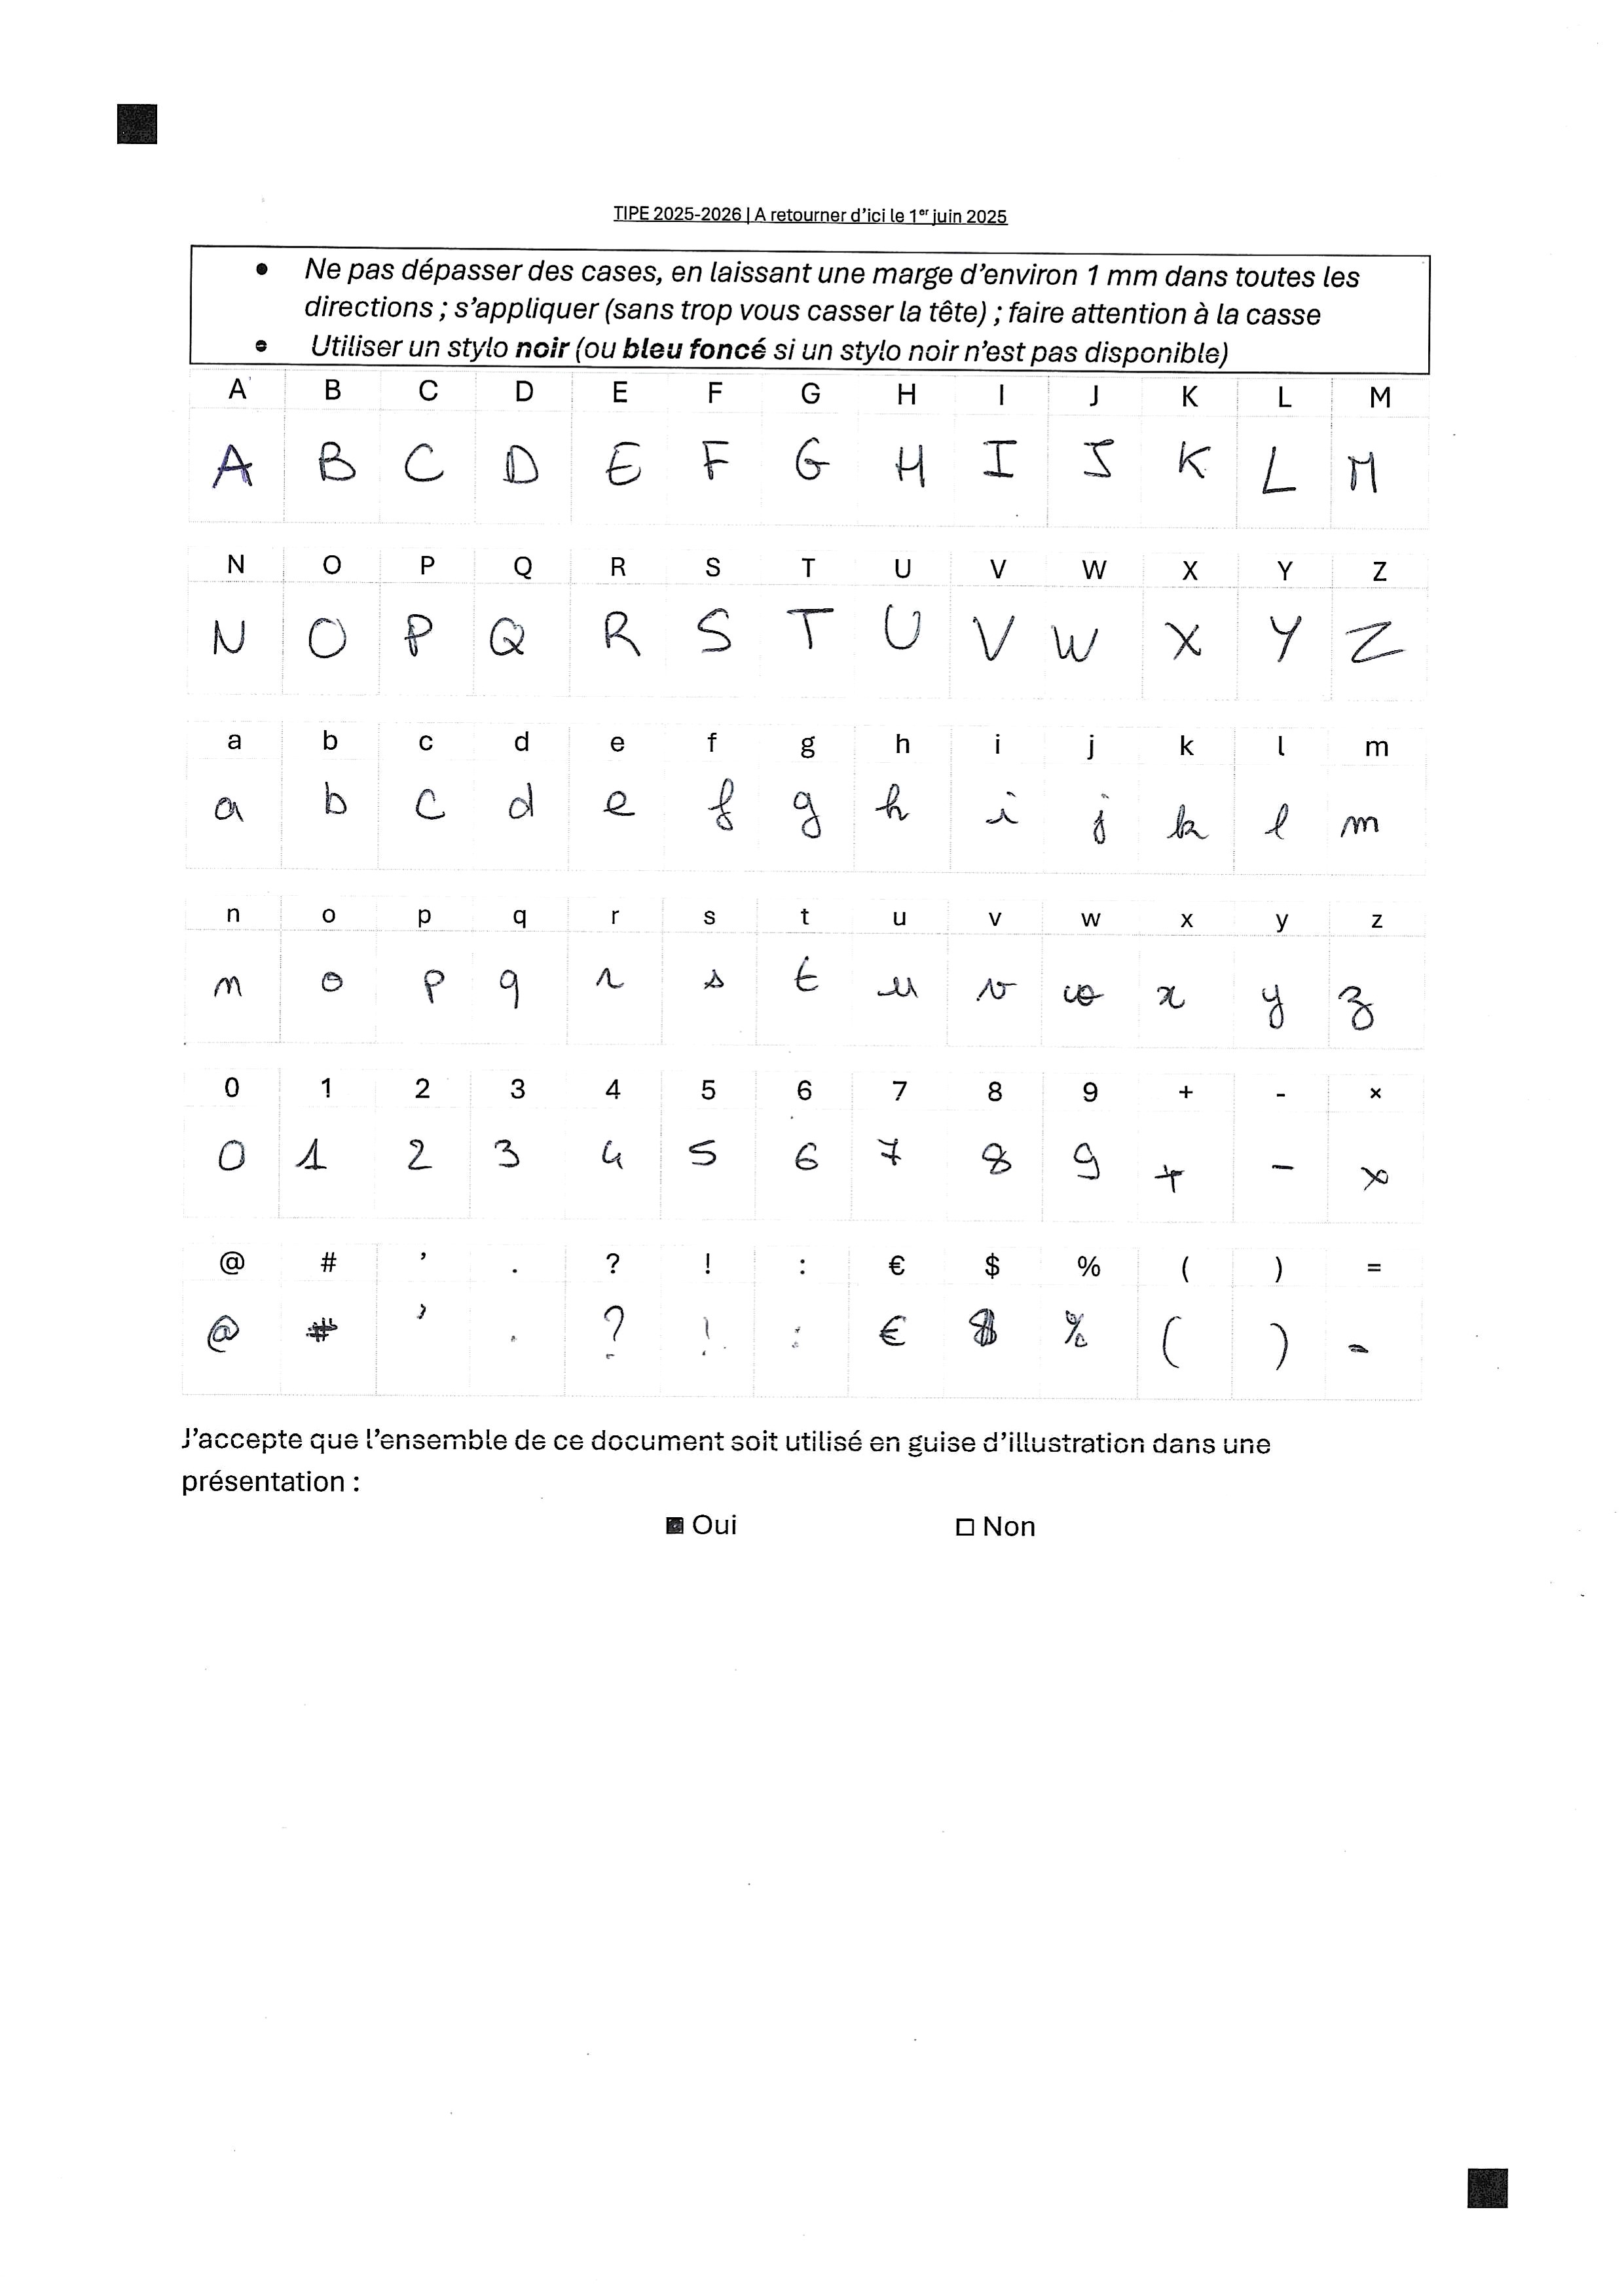 TIPE 2025-2026 | A retourner d'ici le 1er juin 2025
• Ne pas dépasser des cases, en laissant une marge d'environ 1 mm dans toutes les
directions ; s'appliquer (sans trop vous casser la tête) ; faire attention à la casse
• Utiliser un stylo noir (ou bleu foncé si un stylo noir n'est pas disponible)
A B C D E F G H I J K L M
A B C D E F G H I J K L M
N O P Q R S T U V W X Y Z
N O P Q R S T U V W X Y Z
a b c d e f g h i j k l m
a b c d e f g h i j k l m
n o p q r s t u v w x y z
n o p q r s t u v w x y z
0 1 2 3 4 5 6 7 8 9 + - ×
0 1 2 3 4 5 6 7 8 9 + - ×
@ # ’ . ? ! : € $ % ( ) =
@ # ’ . ? ! : € $ % ( ) =
J'accepte que l'ensemble de ce document soit utilisé en guise d'illustration dans une
présentation :
■ Oui □ Non